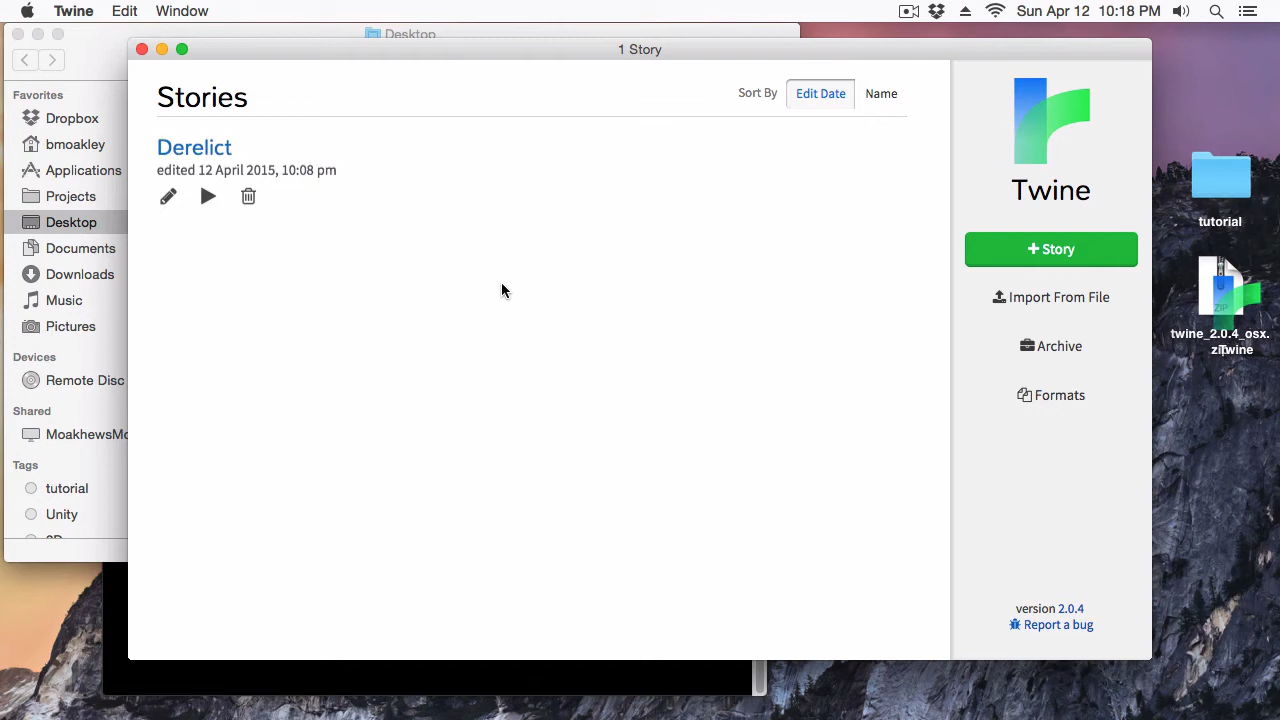 Twine Edit Window Sun Apr 12 10:18 PM
Desktop
1 Story
Favorites
Dropbox
bmoakley
Applications
Projects
Desktop
Documents
Downloads
Music
Pictures
Devices
Remote Disc
Shared
MoakhewsMo
Tags
tutorial
Unity
Stories
Sort By Edit Date Name
Derelict
edited 12 April 2015, 10:08 pm
Twine
+ Story
Import From File
Archive
Formats
version 2.0.4
Report a bug
tutorial
ZIP
twine_2.0.4_osx.
Twine